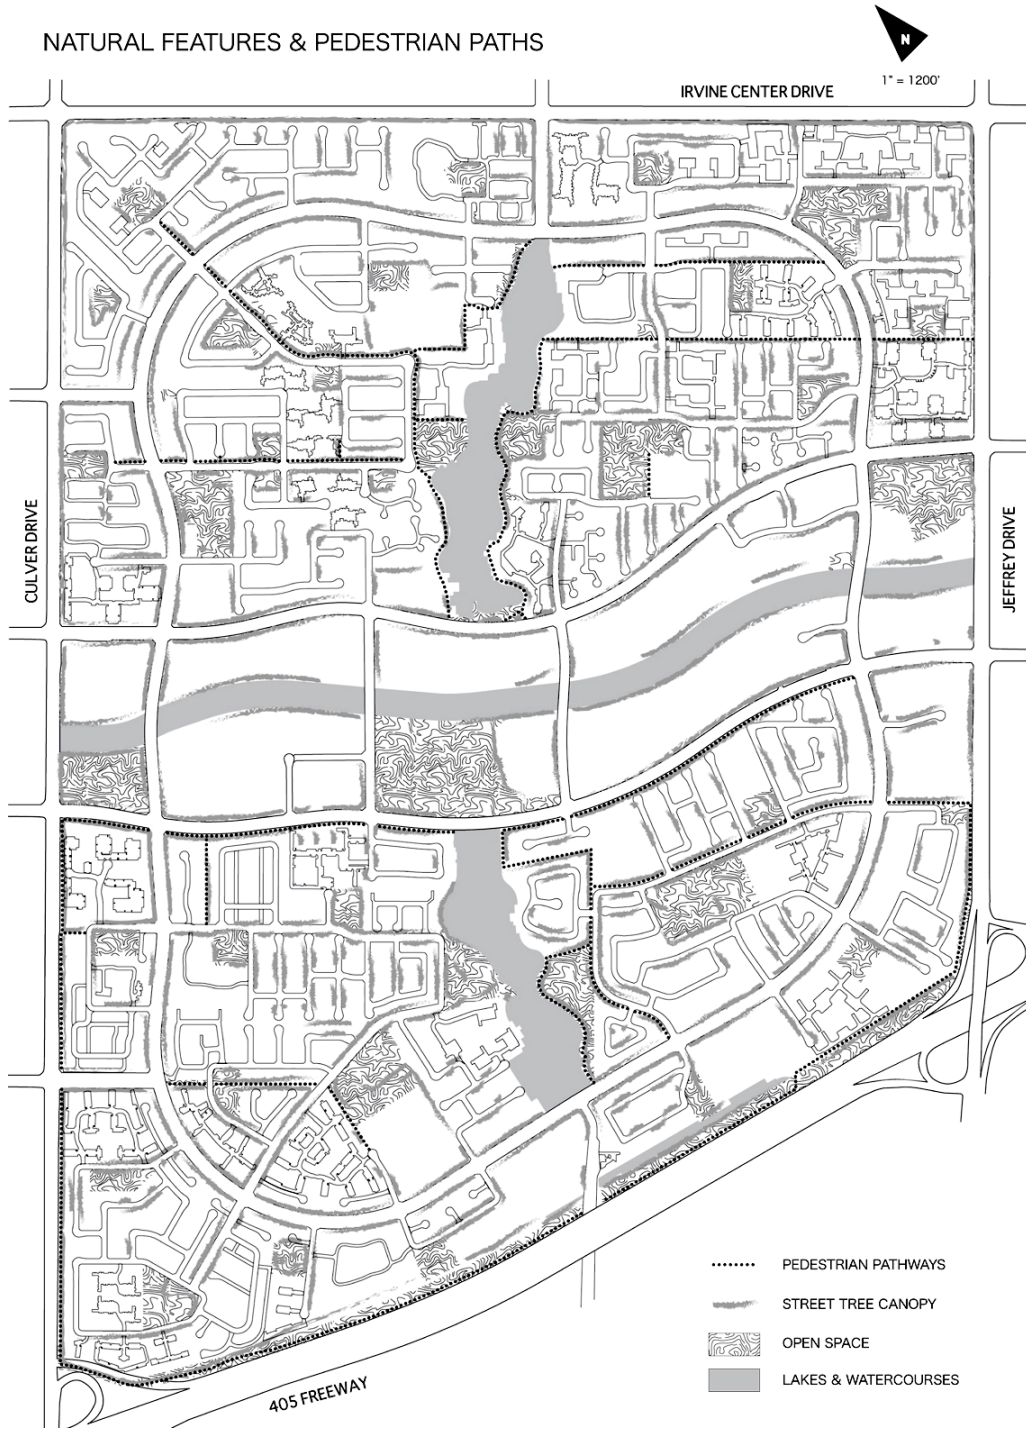 NATURAL FEATURES & PEDESTRIAN PATHS
N
1" = 1200'
IRVINE CENTER DRIVE
CULVER DRIVE
JEFFREY DRIVE
405 FREEWAY
PEDESTRIAN PATHWAYS
STREET TREE CANOPY
OPEN SPACE
LAKES & WATERCOURSES